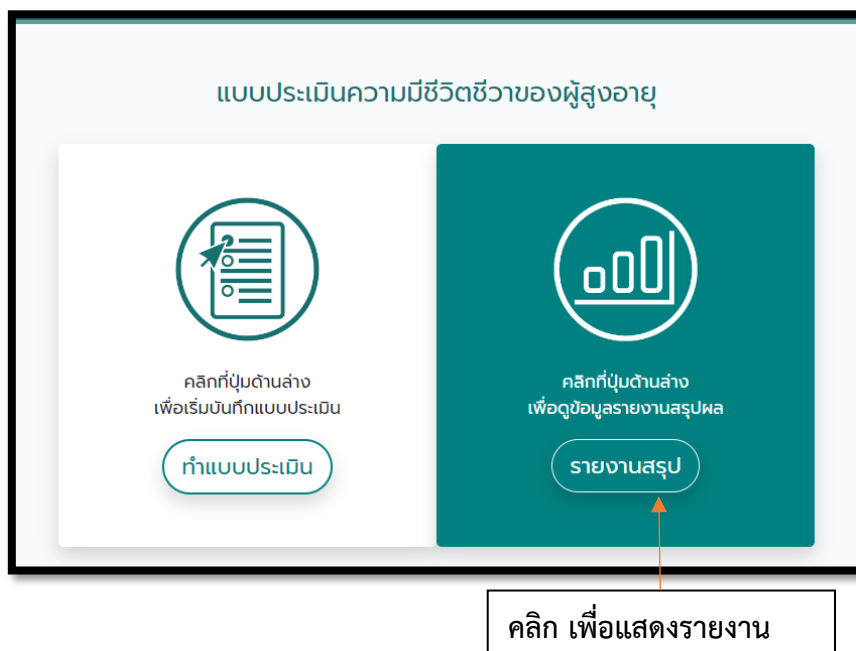 แบบประเมินความมีชีวิตชีวาของผู้สูงอายุ
คลิกที่ปุ่มด้านล่าง
เพื่อเริ่มบันทึกแบบประเมิน
ทำแบบประเมิน
คลิกที่ปุ่มด้านล่าง
เพื่อดูข้อมูลรายงานสรุปผล
รายงานสรุป
คลิก เพื่อแสดงรายงาน